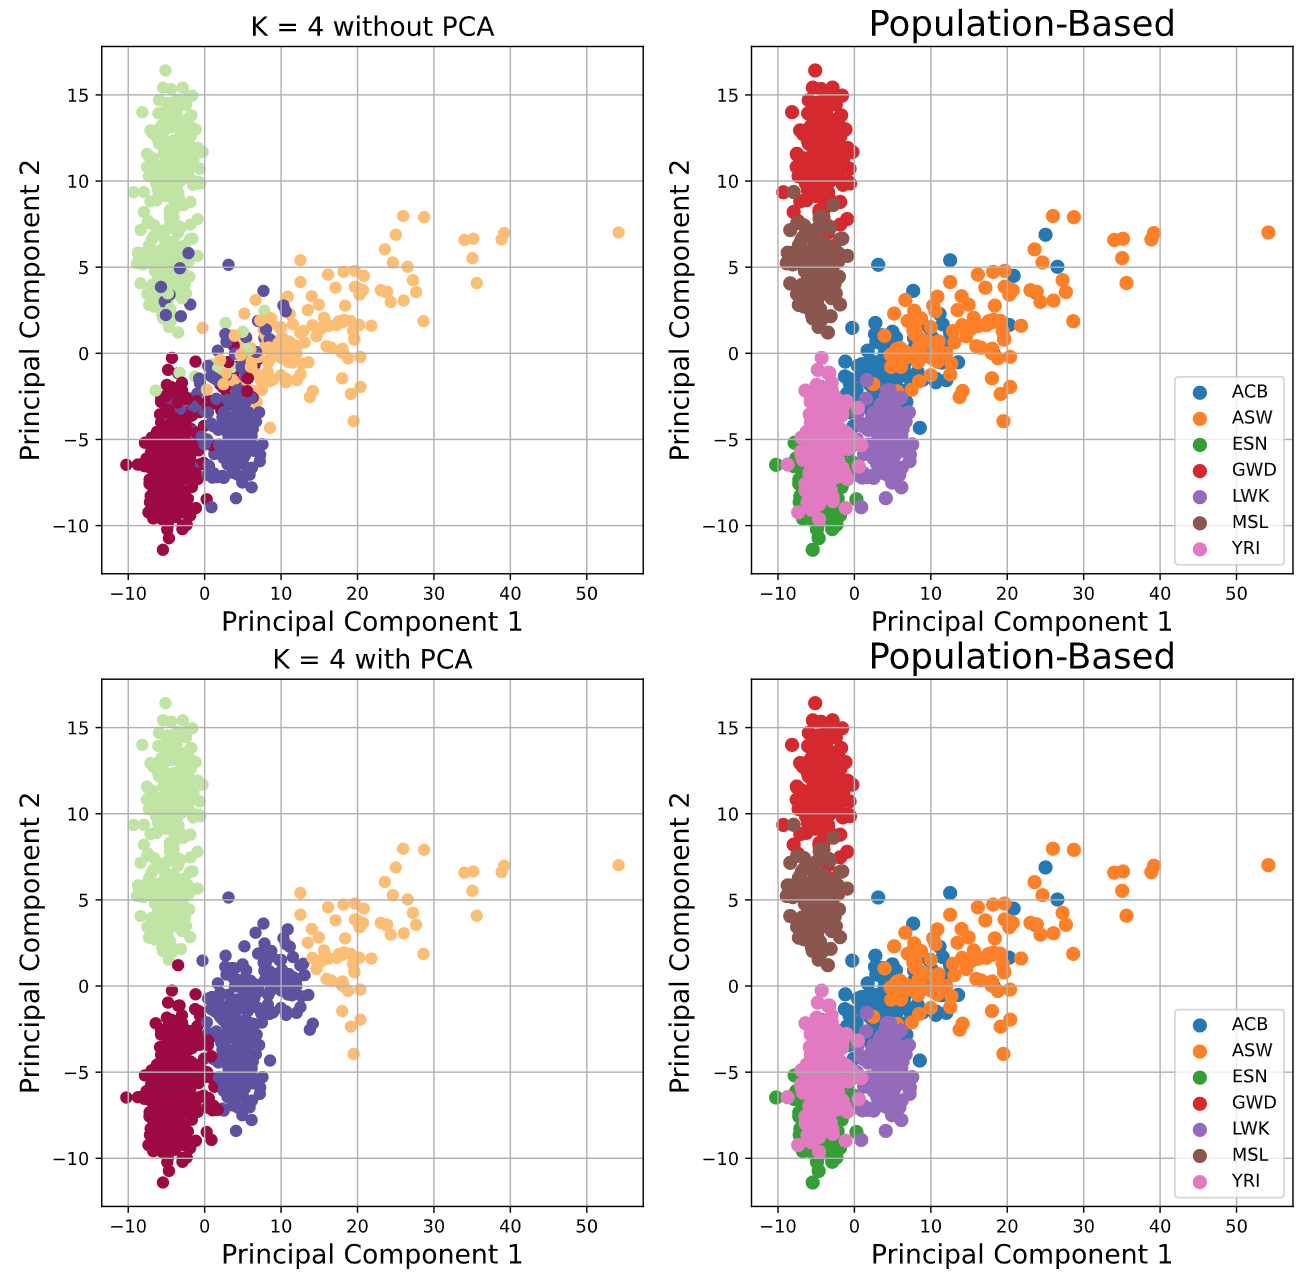 K = 4 without PCA
Population-Based
15
10
5
0
−5
−10
Principal Component 2
−10 0 10 20 30 40 50
Principal Component 1
15
10
5
0
−5
−10
Principal Component 2
ACB
ASW
ESN
GWD
LWK
MSL
YRI
−10 0 10 20 30 40 50
Principal Component 1
K = 4 with PCA
Population-Based
15
10
5
0
−5
−10
Principal Component 2
−10 0 10 20 30 40 50
Principal Component 1
15
10
5
0
−5
−10
Principal Component 2
ACB
ASW
ESN
GWD
LWK
MSL
YRI
−10 0 10 20 30 40 50
Principal Component 1